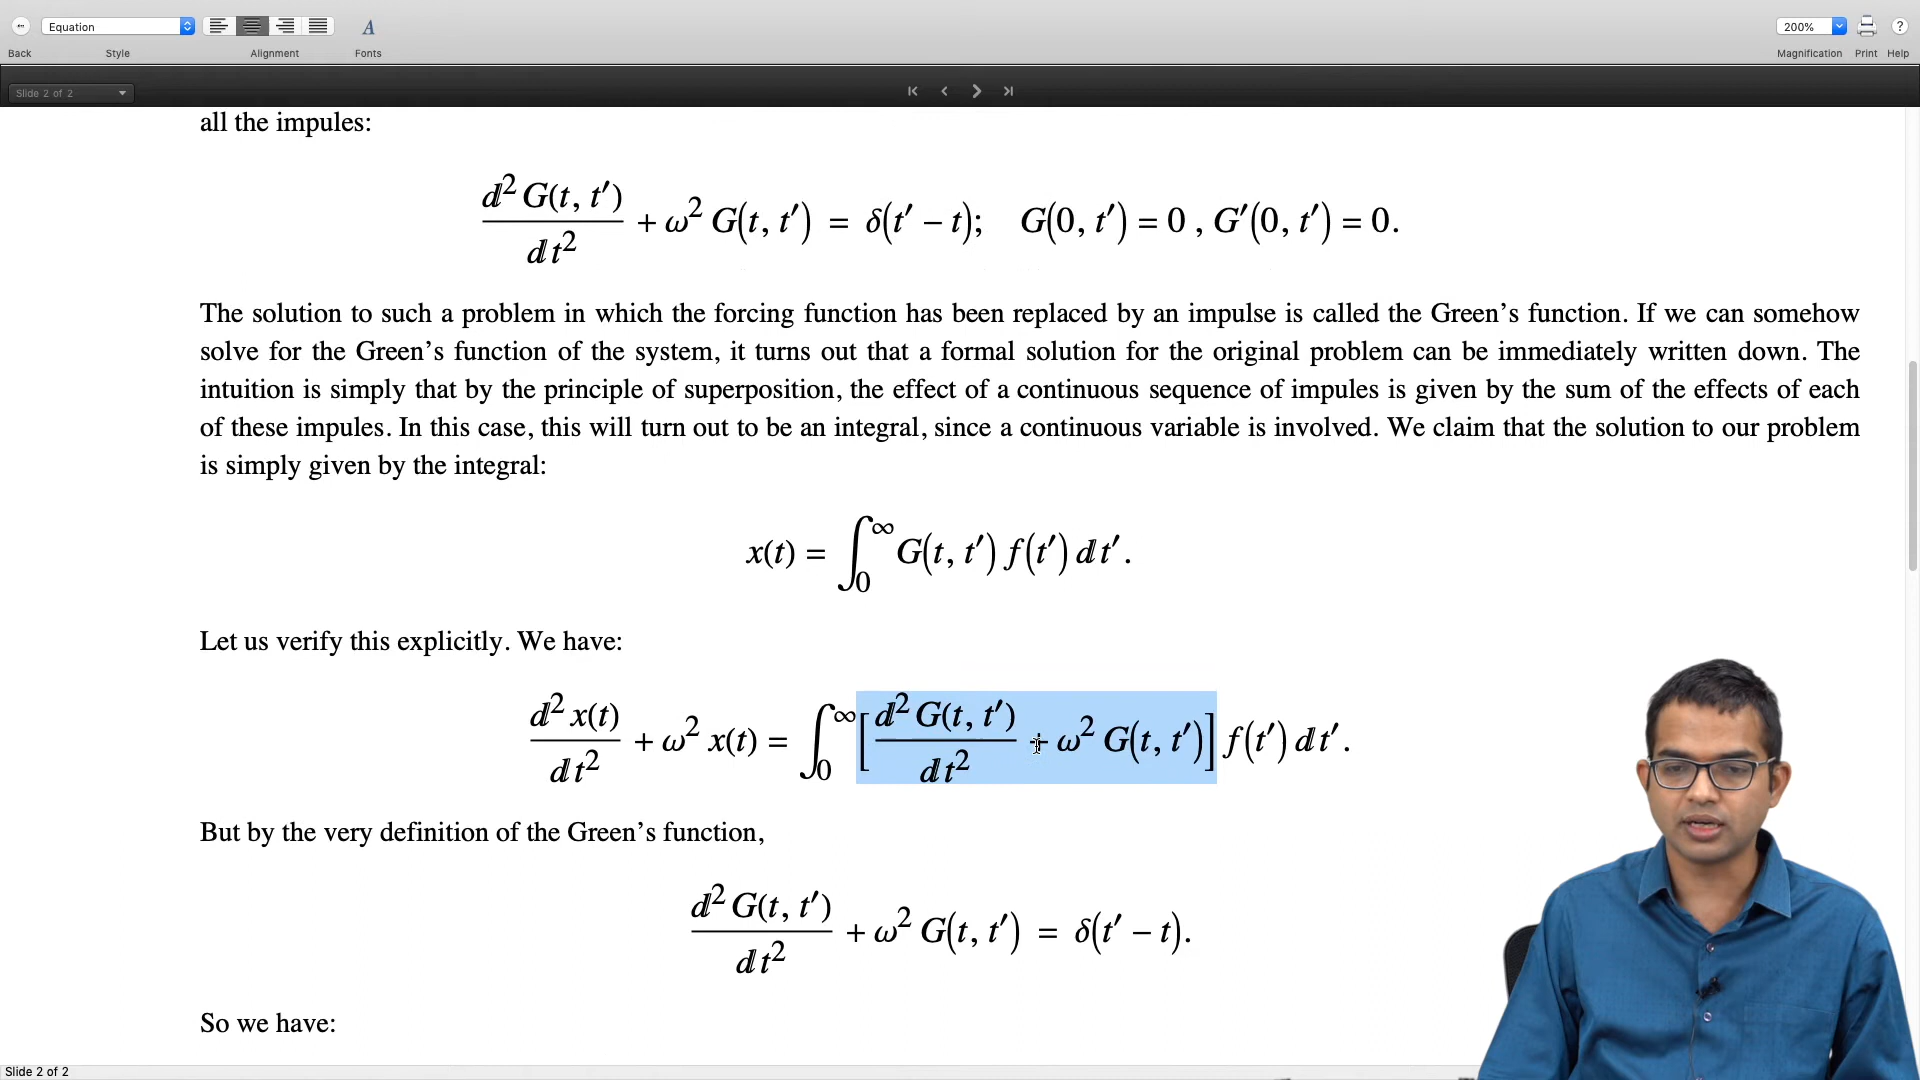 Equation
200%
Back Style Alignment Fonts Magnification Print Help
Slide 2 of 2
all the impules:
d² G(t, t′)/dt² + ω² G(t, t′) = δ(t′ − t); G(0, t′) = 0 , G′(0, t′) = 0.
The solution to such a problem in which the forcing function has been replaced by an impulse is called the Green’s function. If we can somehow
solve for the Green’s function of the system, it turns out that a formal solution for the original problem can be immediately written down. The
intuition is simply that by the principle of superposition, the effect of a continuous sequence of impules is given by the sum of the effects of each
of these impules. In this case, this will turn out to be an integral, since a continuous variable is involved. We claim that the solution to our problem
is simply given by the integral:
x(t) = ∫₀^∞ G(t, t′) f(t′) dt′.
Let us verify this explicitly. We have:
d² x(t)/dt² + ω² x(t) = ∫₀^∞ [d² G(t, t′)/dt² + ω² G(t, t′)] f(t′) dt′.
But by the very definition of the Green’s function,
d² G(t, t′)/dt² + ω² G(t, t′) = δ(t′ − t).
So we have:
Slide 2 of 2